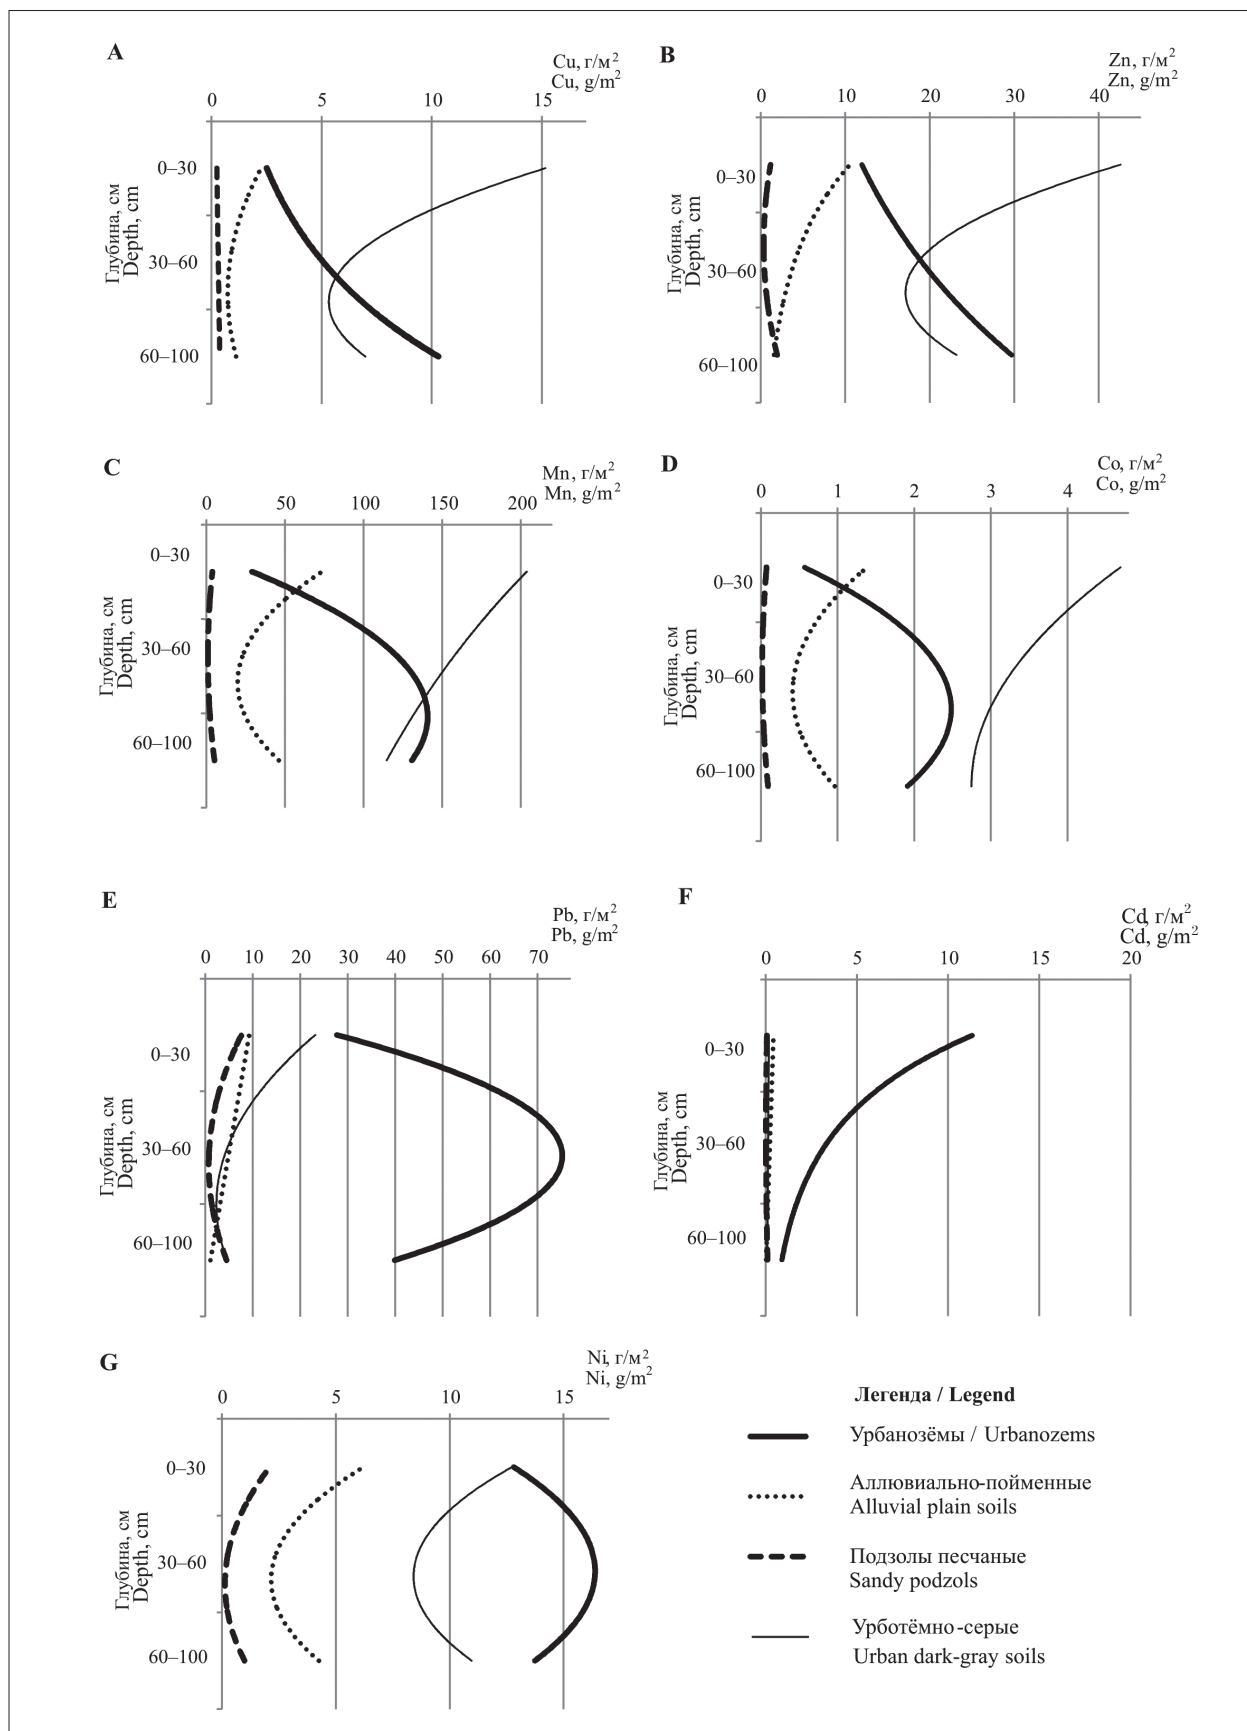 A
Cu, г/м²
Cu, g/m²
0 5 10 15
0–30
30–60
60–100
Глубина, см
Depth, cm
B
Zn, г/м²
Zn, g/m²
0 10 20 30 40
0–30
30–60
60–100
Глубина, см
Depth, cm
C
Mn, г/м²
Mn, g/m²
0 50 100 150 200
0–30
30–60
60–100
Глубина, см
Depth, cm
D
Co, г/м²
Co, g/m²
0 1 2 3 4
0–30
30–60
60–100
Глубина, см
Depth, cm
E
Pb, г/м²
Pb, g/m²
0 10 20 30 40 50 60 70
0–30
30–60
60–100
Глубина, см
Depth, cm
F
Cd, г/м²
Cd, g/m²
0 5 10 15 20
0–30
30–60
60–100
Глубина, см
Depth, cm
G
Ni, г/м²
Ni, g/m²
0 5 10 15
0–30
30–60
60–100
Глубина, см
Depth, cm
Легенда / Legend
Урбанозёмы / Urbanozems
Аллювиально-пойменные
Alluvial plain soils
Подзолы песчаные
Sandy podzols
Урботёмно-серые
Urban dark-gray soils